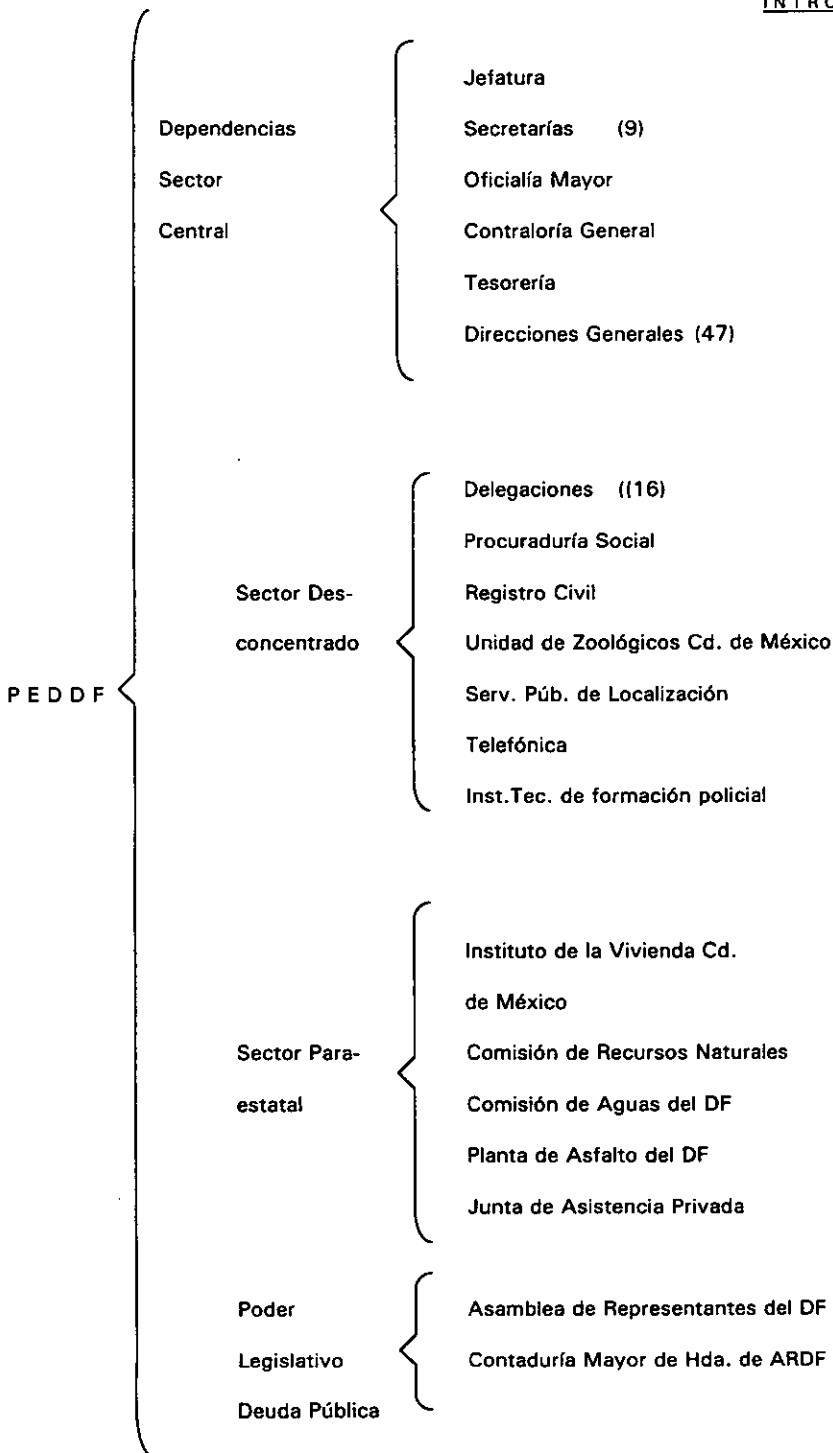 Jefatura
Dependencias Secretarías (9)
Sector Oficialía Mayor
Central Contraloría General
Tesorería
Direcciones Generales (47)
Delegaciones ((16)
Procuraduría Social
Sector Des- Registro Civil
concentrado Unidad de Zoológicos Cd. de México
PEDDF Serv. Púb. de Localización
Telefónica
Inst.Tec. de formación policial
Instituto de la Vivienda Cd.
de México
Sector Para- Comisión de Recursos Naturales
estatal Comisión de Aguas del DF
Planta de Asfalto del DF
Junta de Asistencia Privada
Poder Asamblea de Representantes del DF
Legislativo Contaduría Mayor de Hda. de ARDF
Deuda Pública